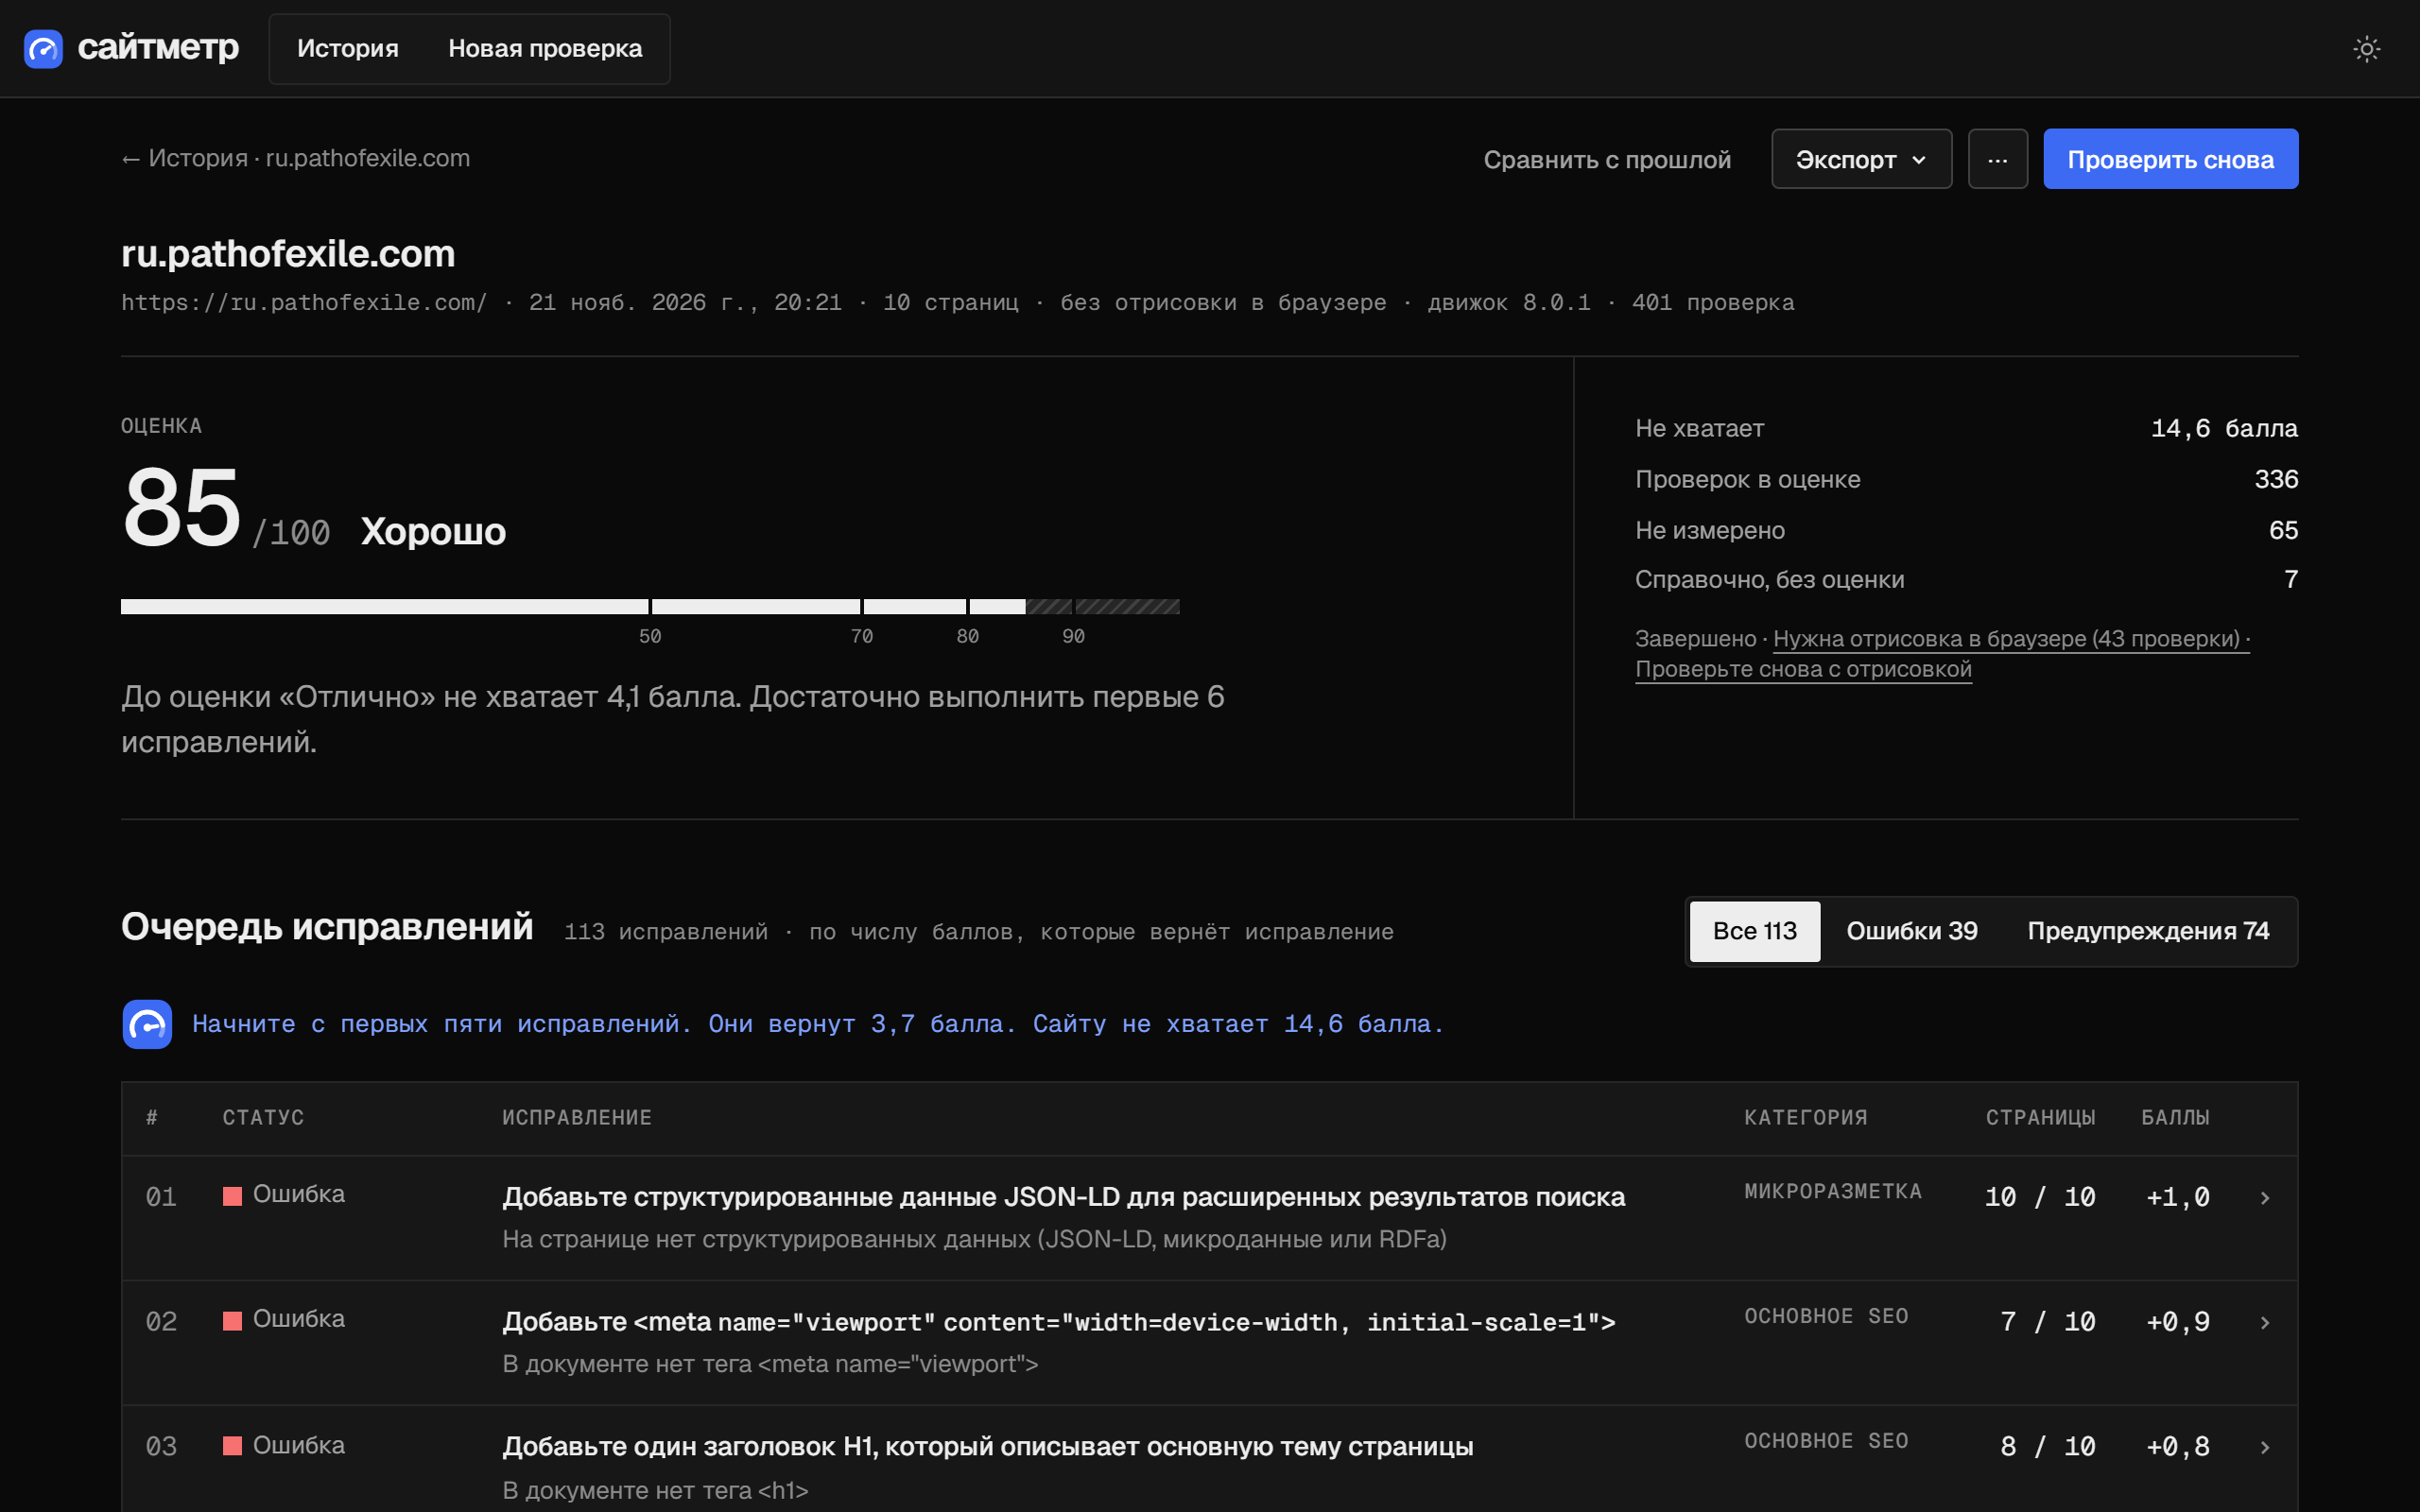 сайтметр
История
Новая проверка
← История · ru.pathofexile.com
Сравнить с прошлой
Экспорт
...
Проверить снова
ru.pathofexile.com
https://ru.pathofexile.com/ · 21 нояб. 2026 г., 20:21 · 10 страниц · без отрисовки в браузере · движок 8.0.1 · 401 проверка
ОЦЕНКА
85 /100 Хорошо
50 70 80 90
До оценки «Отлично» не хватает 4,1 балла. Достаточно выполнить первые 6
исправлений.
Не хватает 14,6 балла
Проверок в оценке 336
Не измерено 65
Справочно, без оценки 7
Завершено · Нужна отрисовка в браузере (43 проверки) ·
Проверьте снова с отрисовкой
Очередь исправлений 113 исправлений · по числу баллов, которые вернёт исправление
Все 113 Ошибки 39 Предупреждения 74
Начните с первых пяти исправлений. Они вернут 3,7 балла. Сайту не хватает 14,6 балла.
# СТАТУС ИСПРАВЛЕНИЕ КАТЕГОРИЯ СТРАНИЦЫ БАЛЛЫ
01 Ошибка Добавьте структурированные данные JSON-LD для расширенных результатов поиска МИКРОРАЗМЕТКА 10 / 10 +1,0
На странице нет структурированных данных (JSON-LD, микроданные или RDFa)
02 Ошибка Добавьте <meta name="viewport" content="width=device-width, initial-scale=1"> ОСНОВНОЕ SEO 7 / 10 +0,9
В документе нет тега <meta name="viewport">
03 Ошибка Добавьте один заголовок H1, который описывает основную тему страницы ОСНОВНОЕ SEO 8 / 10 +0,8
В документе нет тега <h1>